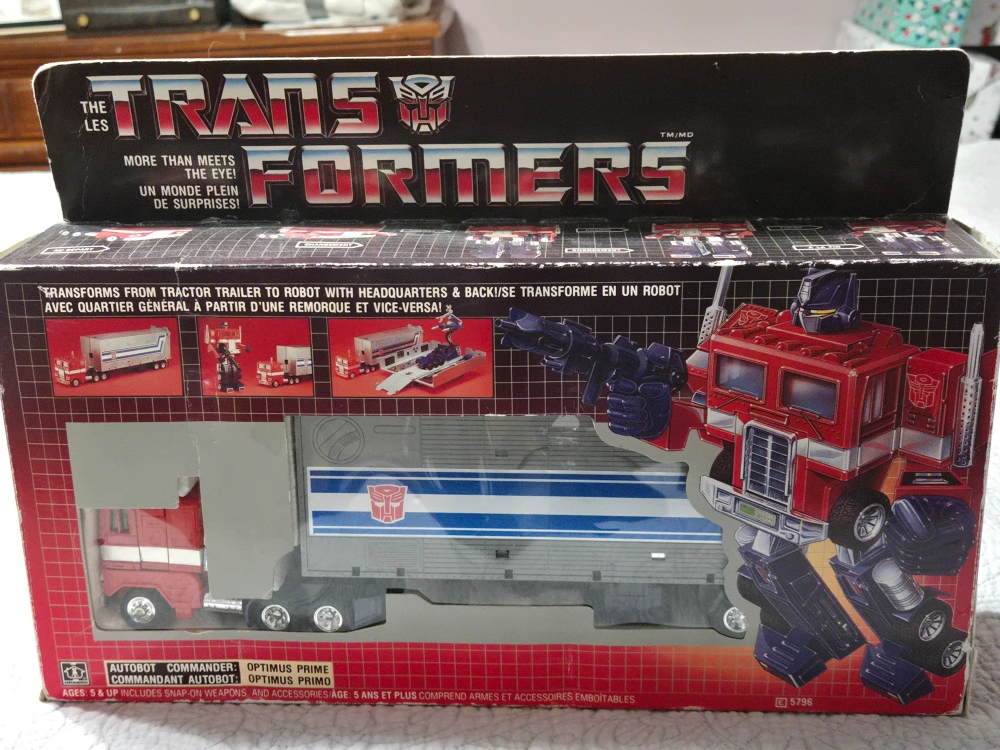 THE
LES
TRANS
FORMERS
TM/MD
MORE THAN MEETS
THE EYE!
UN MONDE PLEIN
DE SURPRISES!
CHANGEMENT
TRANSFORMS FROM TRACTOR TRAILER TO ROBOT WITH HEADQUARTERS & BACK!/SE TRANSFORME EN UN ROBOT
AVEC QUARTIER GÉNÉRAL À PARTIR D'UNE REMORQUE ET VICE-VERSA!
AUTOBOT COMMANDER: OPTIMUS PRIME
COMMANDANT AUTOBOT: OPTIMUS PRIMO
AGES: 5 & UP INCLUDES SNAP-ON WEAPONS, AND ACCESSORIES/ÂGE: 5 ANS ET PLUS COMPREND ARMES ET ACCESSOIRES EMBOÎTABLES
E 5796